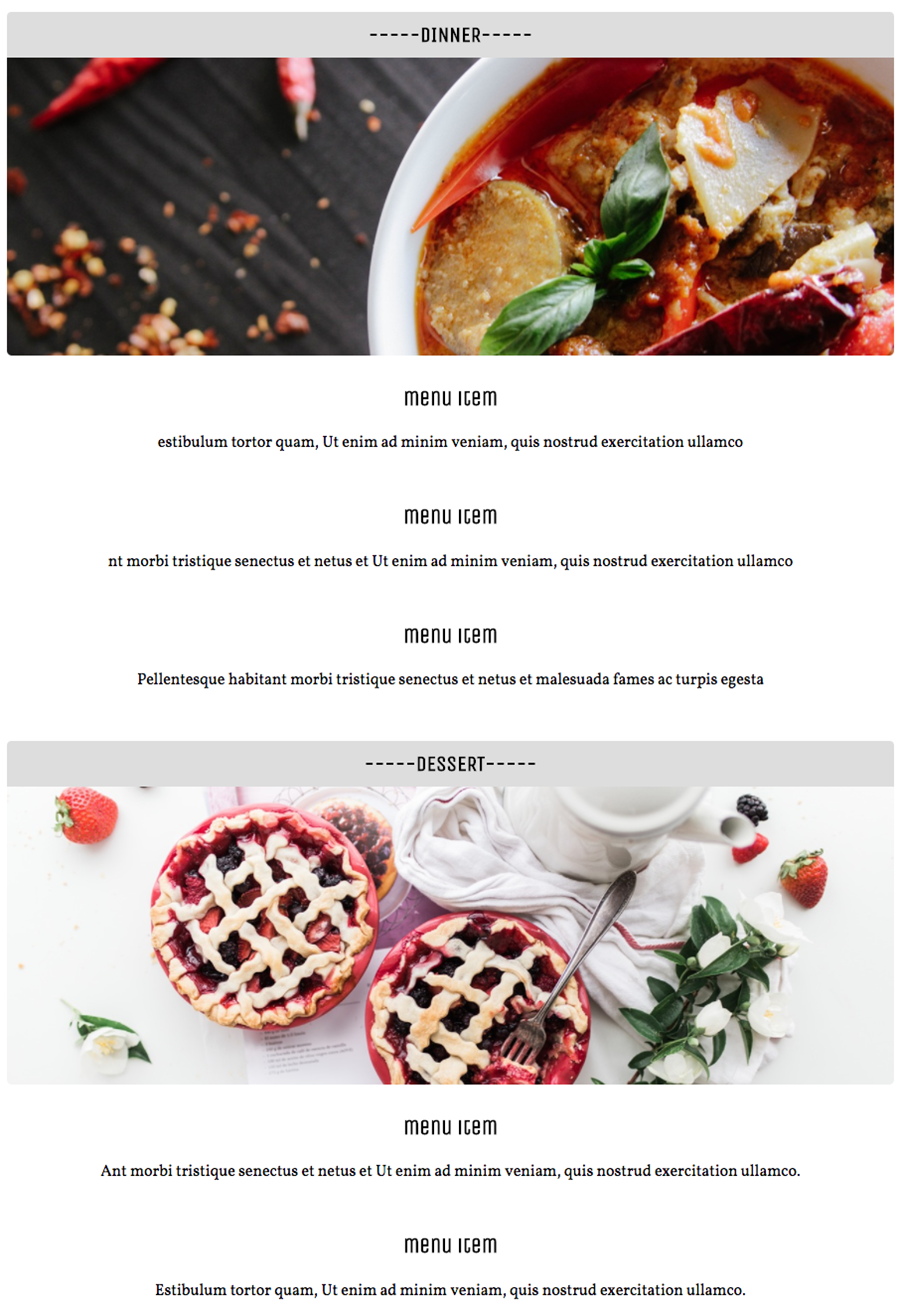 -----DINNER-----
menu item
estibulum tortor quam, Ut enim ad minim veniam, quis nostrud exercitation ullamco
menu item
nt morbi tristique senectus et netus et Ut enim ad minim veniam, quis nostrud exercitation ullamco
menu item
Pellentesque habitant morbi tristique senectus et netus et malesuada fames ac turpis egesta
-----DESSERT-----
menu item
Ant morbi tristique senectus et netus et Ut enim ad minim veniam, quis nostrud exercitation ullamco.
menu item
Estibulum tortor quam, Ut enim ad minim veniam, quis nostrud exercitation ullamco.